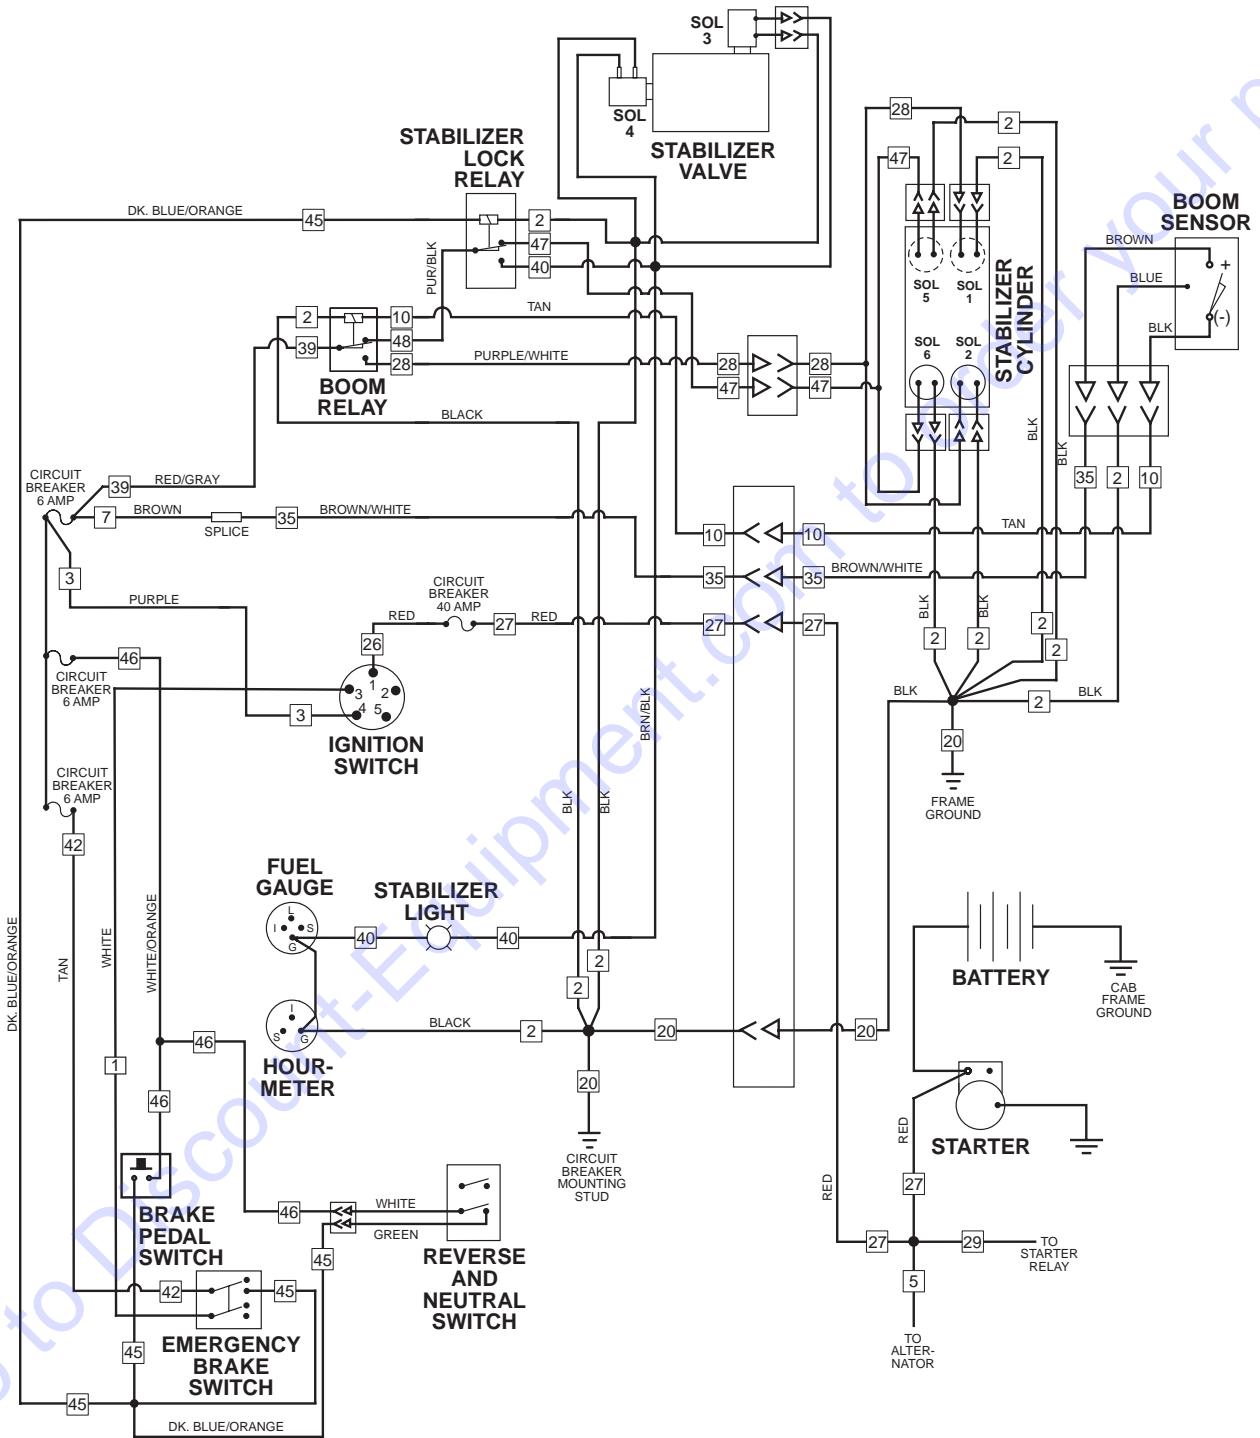 SOL
3
SOL
4
STABILIZER
VALVE
STABILIZER
LOCK
RELAY
28
2
47
2
BOOM
SENSOR
BROWN
+
BLUE
(-)
BLK
DK. BLUE/ORANGE
45
2
47
40
PUR/BLK
SOL
5
SOL
1
SOL
6
SOL
2
STABILIZER
CYLINDER
2
10
TAN
39
48
28
PURPLE/WHITE
28
28
47
47
BOOM
RELAY
BLACK
BLK
BLK
CIRCUIT
BREAKER
6 AMP
39
RED/GRAY
7
BROWN
SPLICE
35
BROWN/WHITE
35
2
10
10
10
TAN
3
PURPLE
35
35
BROWN/WHITE
CIRCUIT
BREAKER
40 AMP
RED
27
RED
27
27
26
BLK
BLK
2
2
2
2
46
CIRCUIT
BREAKER
6 AMP
3
1
2
4
5
3
IGNITION
SWITCH
BRN/BLK
BLK
2
BLK
20
FRAME
GROUND
CIRCUIT
BREAKER
6 AMP
42
BLK
BLK
FUEL
GAUGE
L
I
S
G
STABILIZER
LIGHT
40
40
DK. BLUE/ORANGE
TAN
WHITE
WHITE/ORANGE
2
2
BATTERY
CAB
FRAME
GROUND
I
S
G
HOUR-
METER
BLACK
2
20
20
46
1
46
20
CIRCUIT
BREAKER
MOUNTING
STUD
STARTER
RED
27
RED
BRAKE
PEDAL
SWITCH
46
WHITE
GREEN
45
REVERSE
AND
NEUTRAL
SWITCH
27
29
TO
STARTER
RELAY
5
TO
ALTER-
NATOR
42
45
EMERGENCY
BRAKE
SWITCH
45
45
DK. BLUE/ORANGE
to Discount-Equipment.com to order your p